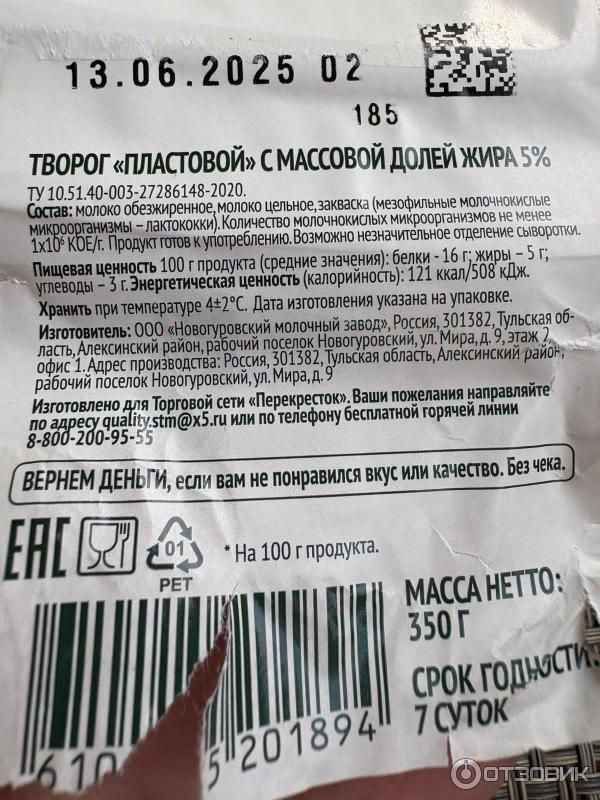 13.06.2025 02
185
ТВОРОГ «ПЛАСТОВОЙ» С МАССОВОЙ ДОЛЕЙ ЖИРА 5%
ТУ 10.51.40-003-27286148-2020.
Состав: молоко обезжиренное, молоко цельное, закваска (мезофильные молочнокислые
микроорганизмы – лактококки). Количество молочнокислых микроорганизмов не менее
1х10⁶ КОЕ/г. Продукт готов к употреблению. Возможно незначительное отделение сыворотки.
Пищевая ценность 100 г продукта (средние значения): белки - 16 г; жиры – 5 г;
углеводы – 3 г. Энергетическая ценность (калорийность): 121 ккал/508 кДж.
Хранить при температуре 4±2°С. Дата изготовления указана на упаковке.
Изготовитель: ООО «Новогуровский молочный завод», Россия, 301382, Тульская об-
ласть, Алексинский район, рабочий поселок Новогуровский, ул. Мира, д. 9, этаж 2,
офис 1. Адрес производства: Россия, 301382, Тульская область, Алексинский район,
рабочий поселок Новогуровский, ул. Мира, д. 9
Изготовлено для Торговой сети «Перекресток». Ваши пожелания направляйте
по адресу quality.stm@x5.ru или по телефону бесплатной горячей линии
8-800-200-95-55
ВЕРНЕМ ДЕНЬГИ, если вам не понравился вкус или качество. Без чека.
EAC
01
PET
* На 100 г продукта.
МАССА НЕТТО:
350 Г
СРОК ГОДНОСТИ:
7 СУТОК
610
5 201894
ОТЗОВИК